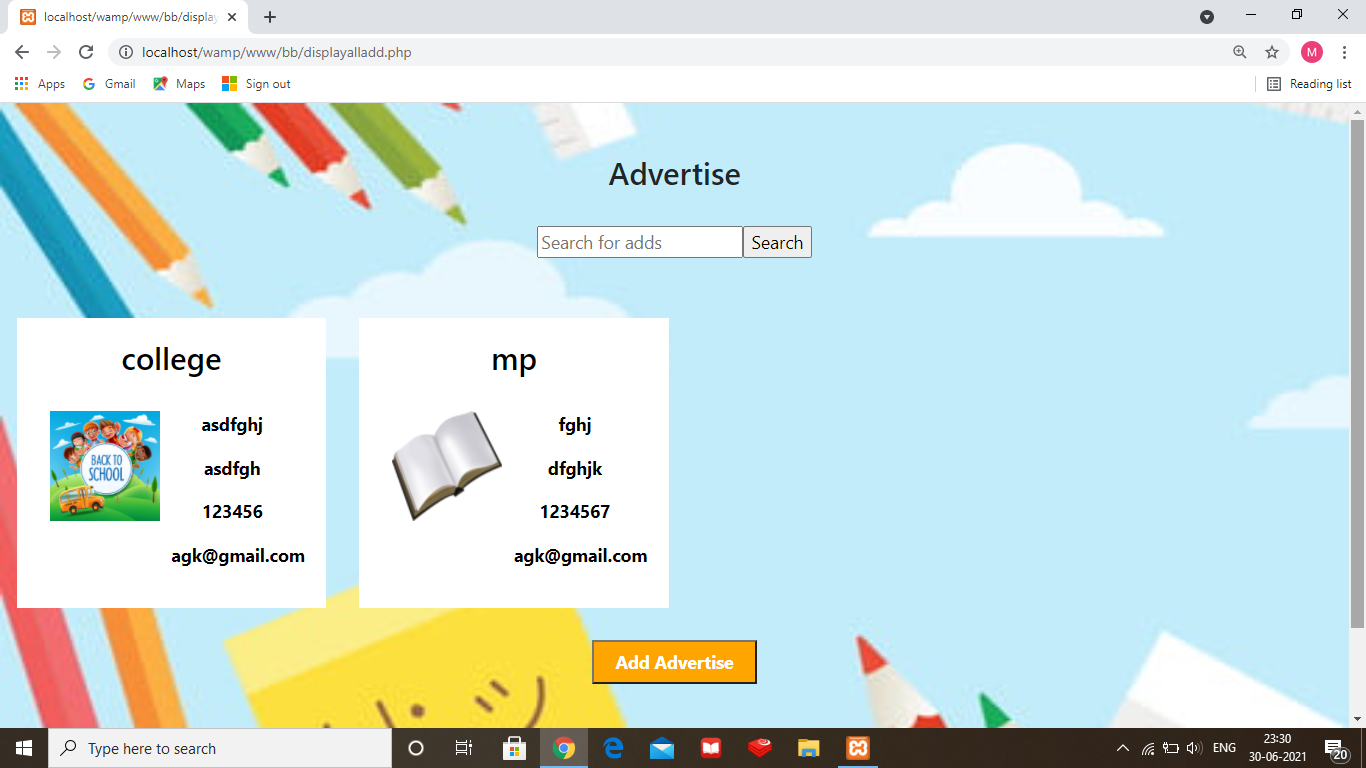 localhost/wamp/www/bb/display
localhost/wamp/www/bb/displayalladd.php
M
Apps
Gmail
Maps
Sign out
Reading list
Advertise
Search for adds
Search
college
BACK TO
SCHOOL
asdfghj
asdfgh
123456
agk@gmail.com
mp
fghj
dfghjk
1234567
agk@gmail.com
Add Advertise
Type here to search
ENG
23:30
30-06-2021
20